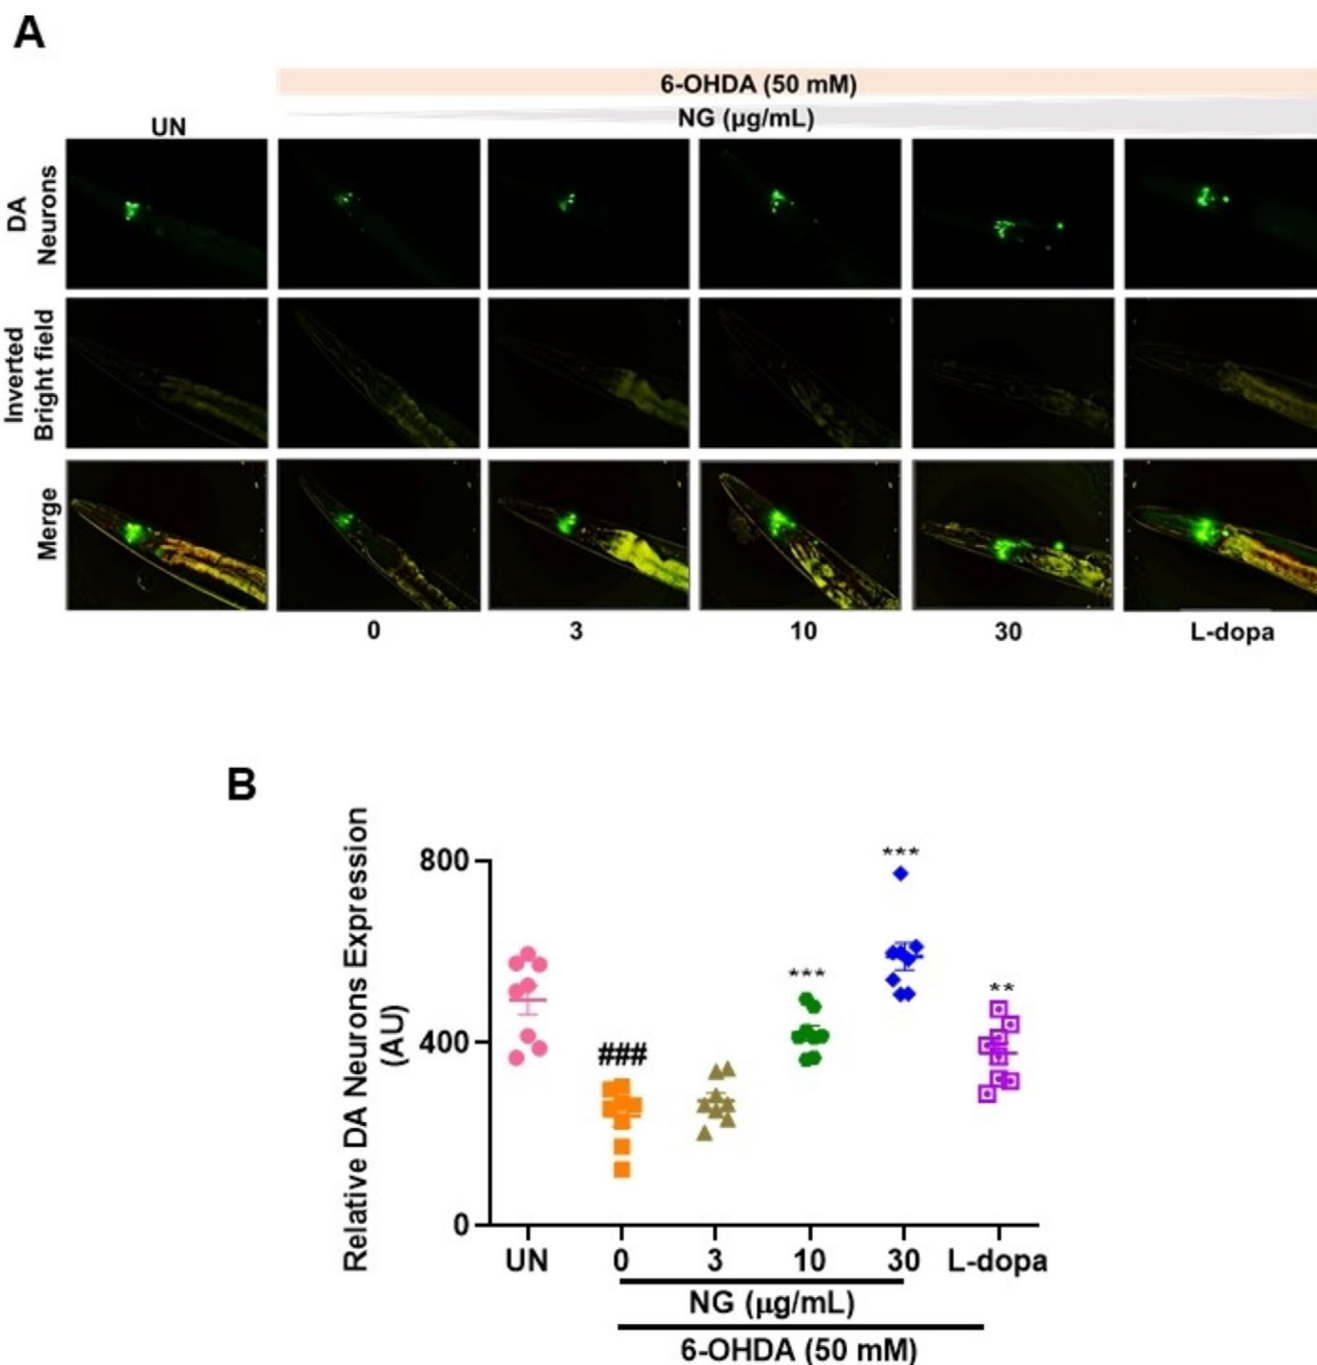 A
6-OHDA (50 mM)
NG (µg/mL)
UN
DA
Neurons
Inverted
Bright field
Merge
0 3 10 30 L-dopa
B
Relative DA Neurons Expression
(AU)
800
400
0
###
***
***
**
UN 0 3 10 30 L-dopa
NG (µg/mL)
6-OHDA (50 mM)